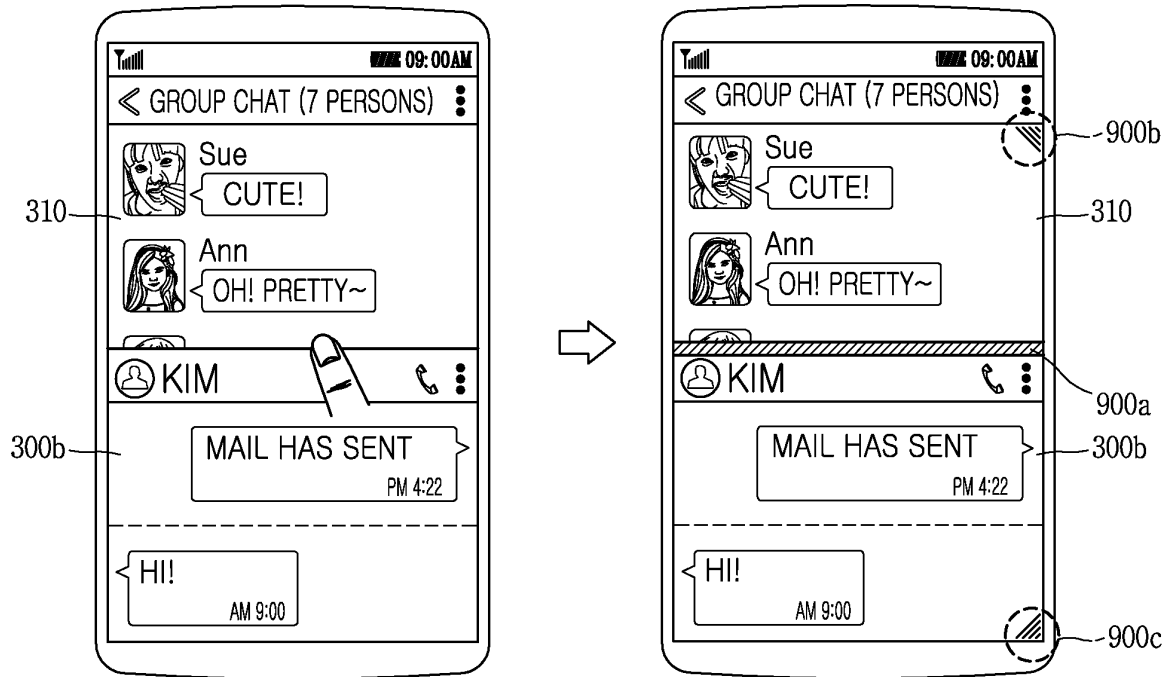 09:00AM
GROUP CHAT (7 PERSONS)
Sue
CUTE!
310
Ann
OH! PRETTY~
KIM
300b
MAIL HAS SENT
PM 4:22
HI!
AM 9:00
09:00AM
GROUP CHAT (7 PERSONS)
900b
Sue
CUTE!
310
Ann
OH! PRETTY~
KIM
900a
300b
MAIL HAS SENT
PM 4:22
HI!
AM 9:00
900c